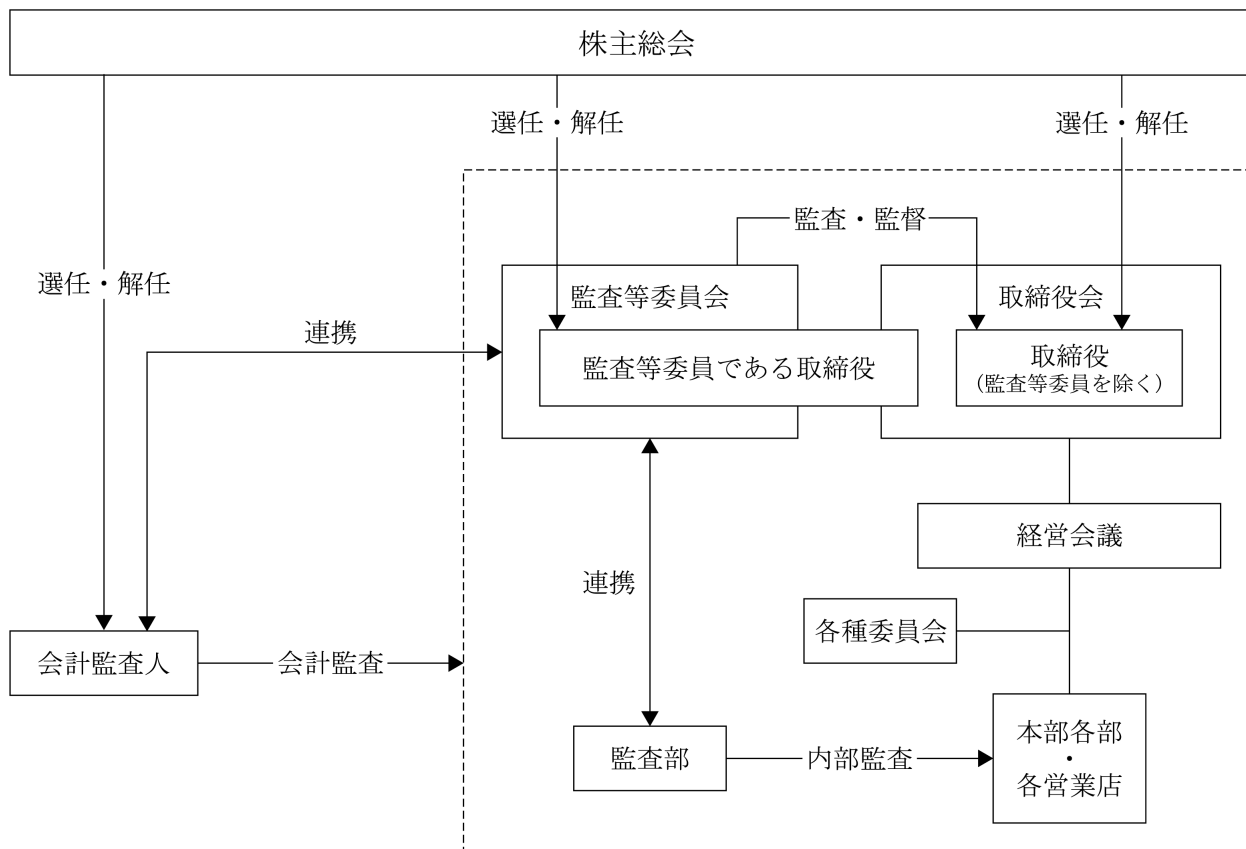 株主総会
選任・解任
選任・解任
監査・監督
選任・解任
監査等委員会
取締役会
連携
監査等委員である取締役
取締役
（監査等委員を除く）
経営会議
連携
各種委員会
会計監査人
会計監査
本部各部
・
各営業店
監査部
内部監査